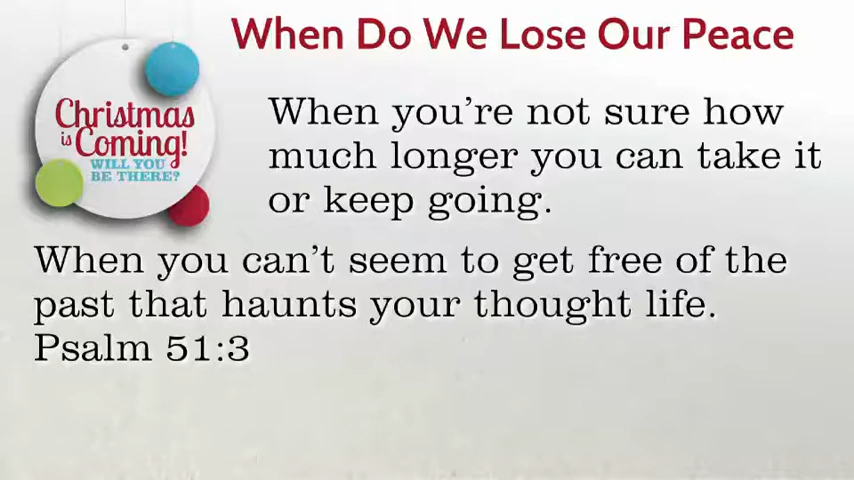 When Do We Lose Our Peace
Christmas
is Coming!
WILL YOU
BE THERE?
When you're not sure how
much longer you can take it
or keep going.
When you can't seem to get free of the
past that haunts your thought life.
Psalm 51:3